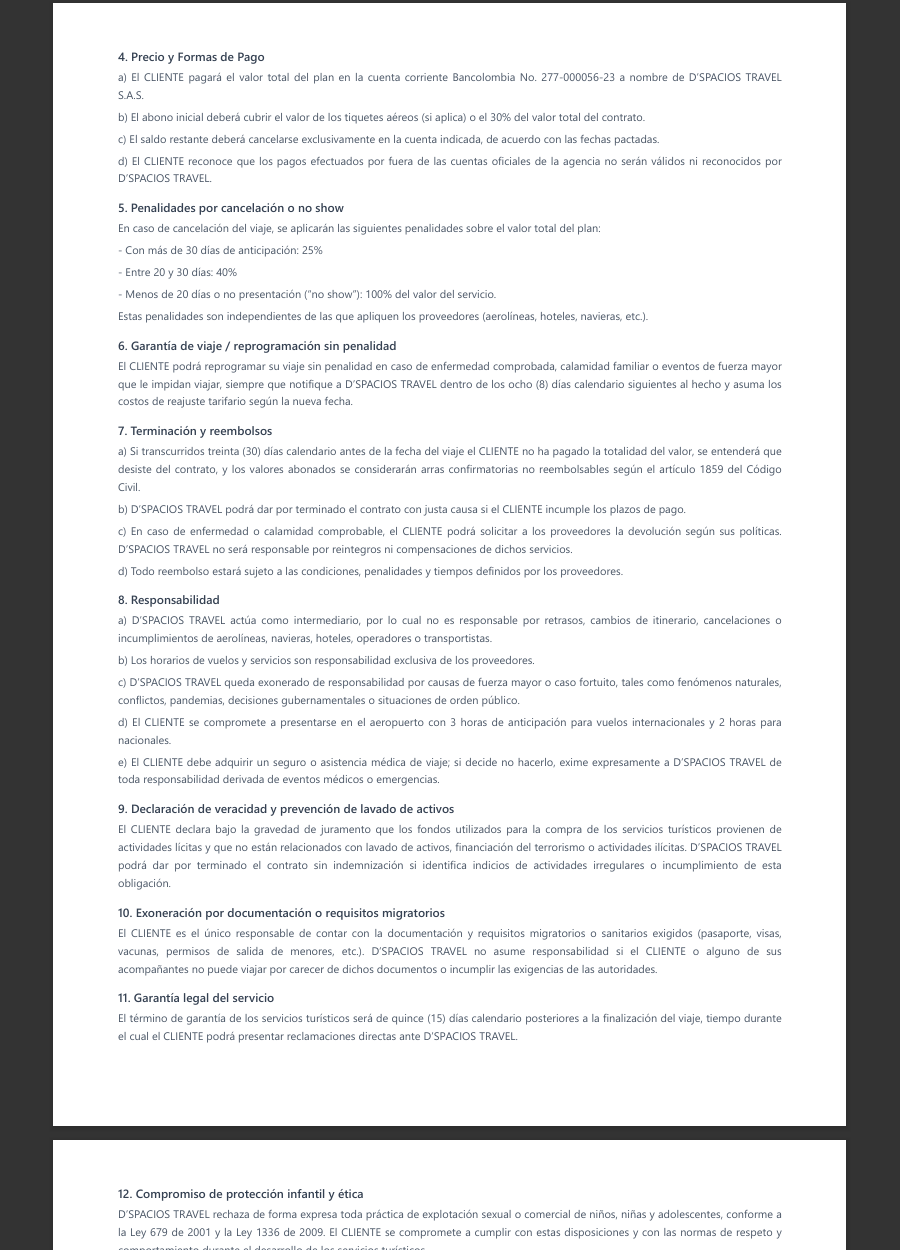 4. Precio y Formas de Pago
a) El CLIENTE pagará el valor total del plan en la cuenta corriente Bancolombia No. 277-000056-23 a nombre de D'SPACIOS TRAVEL
S.A.S.
b) El abono inicial deberá cubrir el valor de los tiquetes aéreos (si aplica) o el 30% del valor total del contrato.
c) El saldo restante deberá cancelarse exclusivamente en la cuenta indicada, de acuerdo con las fechas pactadas.
d) El CLIENTE reconoce que los pagos efectuados por fuera de las cuentas oficiales de la agencia no serán válidos ni reconocidos por
D'SPACIOS TRAVEL.
5. Penalidades por cancelación o no show
En caso de cancelación del viaje, se aplicarán las siguientes penalidades sobre el valor total del plan:
- Con más de 30 días de anticipación: 25%
- Entre 20 y 30 días: 40%
- Menos de 20 días o no presentación ("no show"): 100% del valor del servicio.
Estas penalidades son independientes de las que apliquen los proveedores (aerolíneas, hoteles, navieras, etc.).
6. Garantía de viaje / reprogramación sin penalidad
El CLIENTE podrá reprogramar su viaje sin penalidad en caso de enfermedad comprobada, calamidad familiar o eventos de fuerza mayor
que le impidan viajar, siempre que notifique a D'SPACIOS TRAVEL dentro de los ocho (8) días calendario siguientes al hecho y asuma los
costos de reajuste tarifario según la nueva fecha.
7. Terminación y reembolsos
a) Si transcurridos treinta (30) días calendario antes de la fecha del viaje el CLIENTE no ha pagado la totalidad del valor, se entenderá que
desiste del contrato, y los valores abonados se considerarán arras confirmatorias no reembolsables según el artículo 1859 del Código
Civil.
b) D'SPACIOS TRAVEL podrá dar por terminado el contrato con justa causa si el CLIENTE incumple los plazos de pago.
c) En caso de enfermedad o calamidad comprobable, el CLIENTE podrá solicitar a los proveedores la devolución según sus políticas.
D'SPACIOS TRAVEL no será responsable por reintegros ni compensaciones de dichos servicios.
d) Todo reembolso estará sujeto a las condiciones, penalidades y tiempos definidos por los proveedores.
8. Responsabilidad
a) D'SPACIOS TRAVEL actúa como intermediario, por lo cual no es responsable por retrasos, cambios de itinerario, cancelaciones o
incumplimientos de aerolíneas, navieras, hoteles, operadores o transportistas.
b) Los horarios de vuelos y servicios son responsabilidad exclusiva de los proveedores.
c) D'SPACIOS TRAVEL queda exonerado de responsabilidad por causas de fuerza mayor o caso fortuito, tales como fenómenos naturales,
conflictos, pandemias, decisiones gubernamentales o situaciones de orden público.
d) El CLIENTE se compromete a presentarse en el aeropuerto con 3 horas de anticipación para vuelos internacionales y 2 horas para
nacionales.
e) El CLIENTE debe adquirir un seguro o asistencia médica de viaje; si decide no hacerlo, exime expresamente a D'SPACIOS TRAVEL de
toda responsabilidad derivada de eventos médicos o emergencias.
9. Declaración de veracidad y prevención de lavado de activos
El CLIENTE declara bajo la gravedad de juramento que los fondos utilizados para la compra de los servicios turísticos provienen de
actividades lícitas y que no están relacionados con lavado de activos, financiación del terrorismo o actividades ilícitas. D'SPACIOS TRAVEL
podrá dar por terminado el contrato sin indemnización si identifica indicios de actividades irregulares o incumplimiento de esta
obligación.
10. Exoneración por documentación o requisitos migratorios
El CLIENTE es el único responsable de contar con la documentación y requisitos migratorios o sanitarios exigidos (pasaporte, visas,
vacunas, permisos de salida de menores, etc.). D'SPACIOS TRAVEL no asume responsabilidad si el CLIENTE o alguno de sus
acompañantes no puede viajar por carecer de dichos documentos o incumplir las exigencias de las autoridades.
11. Garantía legal del servicio
El término de garantía de los servicios turísticos será de quince (15) días calendario posteriores a la finalización del viaje, tiempo durante
el cual el CLIENTE podrá presentar reclamaciones directas ante D'SPACIOS TRAVEL.
12. Compromiso de protección infantil y ética
D'SPACIOS TRAVEL rechaza de forma expresa toda práctica de explotación sexual o comercial de niños, niñas y adolescentes, conforme a
la Ley 679 de 2001 y la Ley 1336 de 2009. El CLIENTE se compromete a cumplir con estas disposiciones y con las normas de respeto y
comportamiento durante el desarrollo de los servicios turísticos.